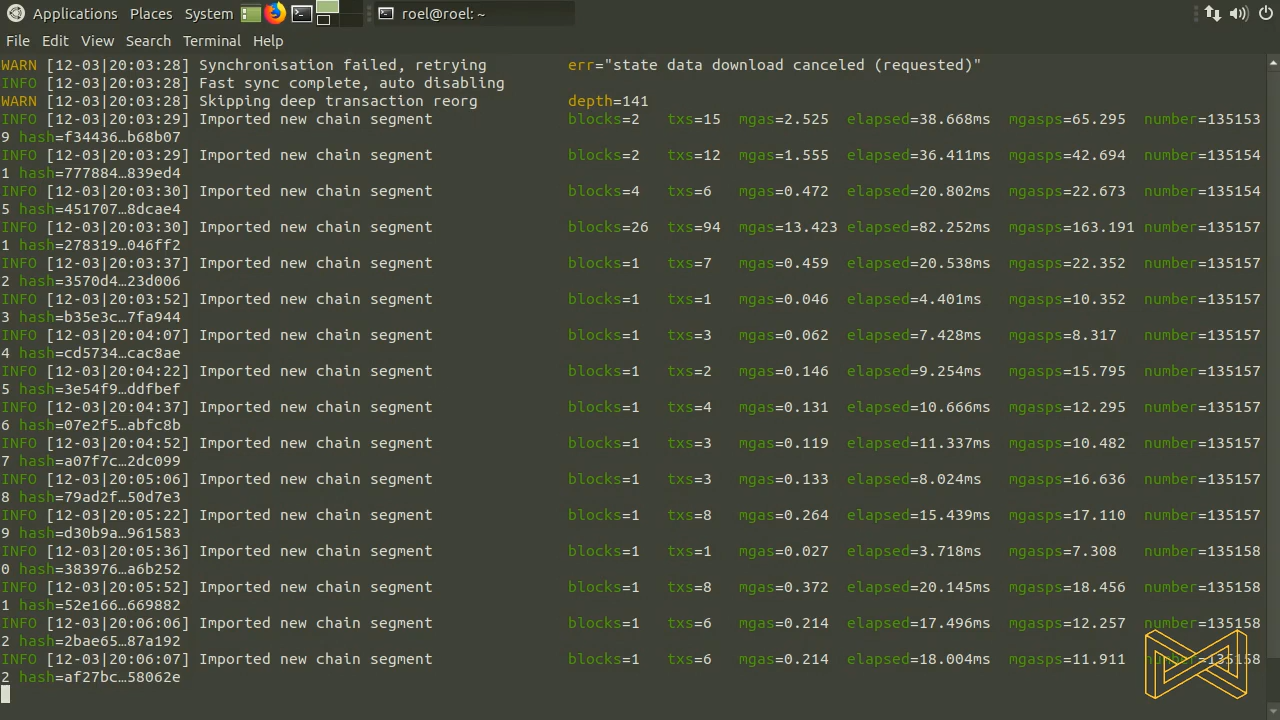 Applications Places System roel@roel: ~
File Edit View Search Terminal Help
WARN [12-03|20:03:28] Synchronisation failed, retrying err="state data download canceled (requested)"
INFO [12-03|20:03:28] Fast sync complete, auto disabling
WARN [12-03|20:03:28] Skipping deep transaction reorg depth=141
INFO [12-03|20:03:29] Imported new chain segment blocks=2 txs=15 mgas=2.525 elapsed=38.668ms mgasps=65.295 number=135153
9 hash=f34436…b68b07
INFO [12-03|20:03:29] Imported new chain segment blocks=2 txs=12 mgas=1.555 elapsed=36.411ms mgasps=42.694 number=135154
1 hash=777884…839ed4
INFO [12-03|20:03:30] Imported new chain segment blocks=4 txs=6 mgas=0.472 elapsed=20.802ms mgasps=22.673 number=135154
5 hash=451707…8dcae4
INFO [12-03|20:03:30] Imported new chain segment blocks=26 txs=94 mgas=13.423 elapsed=82.252ms mgasps=163.191 number=135157
1 hash=278319…046ff2
INFO [12-03|20:03:37] Imported new chain segment blocks=1 txs=7 mgas=0.459 elapsed=20.538ms mgasps=22.352 number=135157
2 hash=3570d4…23d006
INFO [12-03|20:03:52] Imported new chain segment blocks=1 txs=1 mgas=0.046 elapsed=4.401ms mgasps=10.352 number=135157
3 hash=b35e3c…7fa944
INFO [12-03|20:04:07] Imported new chain segment blocks=1 txs=3 mgas=0.062 elapsed=7.428ms mgasps=8.317 number=135157
4 hash=cd5734…cac8ae
INFO [12-03|20:04:22] Imported new chain segment blocks=1 txs=2 mgas=0.146 elapsed=9.254ms mgasps=15.795 number=135157
5 hash=3e54f9…ddfbef
INFO [12-03|20:04:37] Imported new chain segment blocks=1 txs=4 mgas=0.131 elapsed=10.666ms mgasps=12.295 number=135157
6 hash=07e2f5…abfc8b
INFO [12-03|20:04:52] Imported new chain segment blocks=1 txs=3 mgas=0.119 elapsed=11.337ms mgasps=10.482 number=135157
7 hash=a07f7c…2dc099
INFO [12-03|20:05:06] Imported new chain segment blocks=1 txs=3 mgas=0.133 elapsed=8.024ms mgasps=16.636 number=135157
8 hash=79ad2f…50d7e3
INFO [12-03|20:05:22] Imported new chain segment blocks=1 txs=8 mgas=0.264 elapsed=15.439ms mgasps=17.110 number=135157
9 hash=d30b9a…961583
INFO [12-03|20:05:36] Imported new chain segment blocks=1 txs=1 mgas=0.027 elapsed=3.718ms mgasps=7.308 number=135158
0 hash=383976…a6b252
INFO [12-03|20:05:52] Imported new chain segment blocks=1 txs=8 mgas=0.372 elapsed=20.145ms mgasps=18.456 number=135158
1 hash=52e166…669882
INFO [12-03|20:06:06] Imported new chain segment blocks=1 txs=6 mgas=0.214 elapsed=17.496ms mgasps=12.257 number=135158
2 hash=2bae65…87a192
INFO [12-03|20:06:07] Imported new chain segment blocks=1 txs=6 mgas=0.214 elapsed=18.004ms mgasps=11.911 number=135158
2 hash=af27bc…58062e